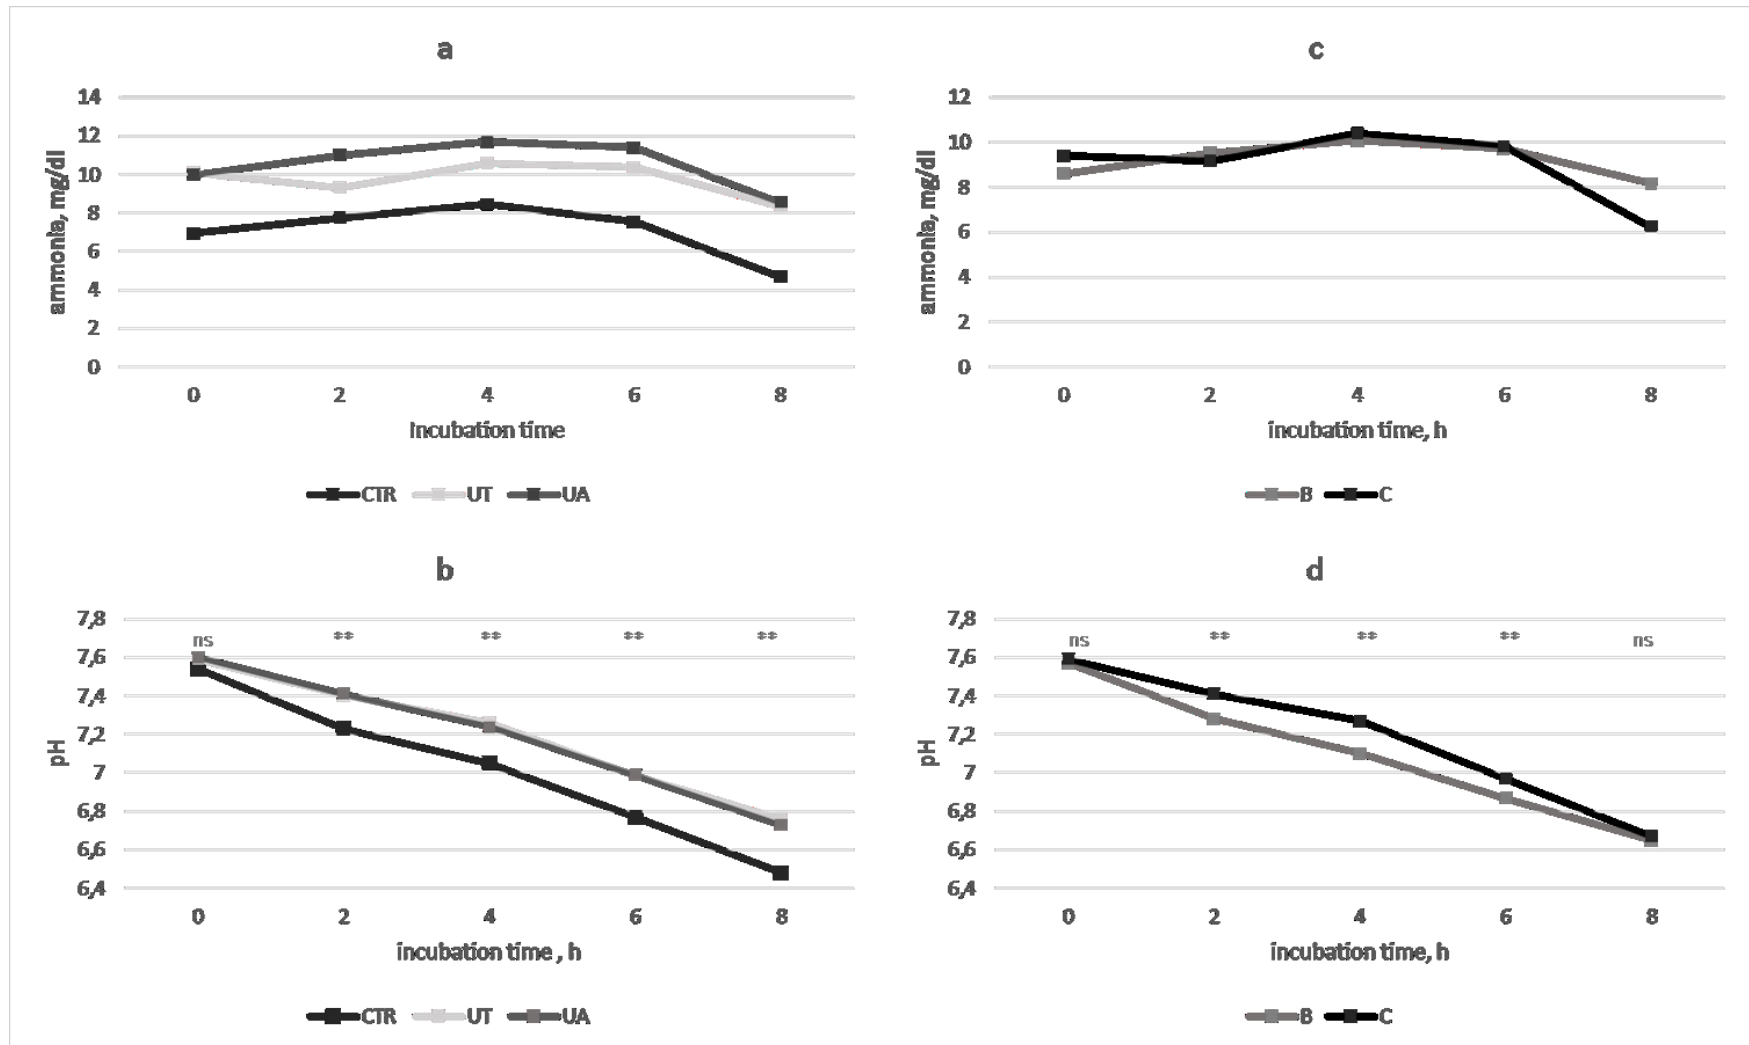 a
14
12
10
8
6
4
2
0
ammonia, mg/dl
0 2 4 6 8
Incubation time
CTR UT UA
c
12
10
8
6
4
2
0
ammonia, mg/dl
0 2 4 6 8
incubation time, h
B C
b
7,8
7,6
7,4
7,2
7
6,8
6,6
6,4
pH
ns ** ** ** **
0 2 4 6 8
incubation time , h
CTR UT UA
d
7,8
7,6
7,4
7,2
7
6,8
6,6
6,4
pH
ns ** ** ** ns
0 2 4 6 8
incubation time, h
B C